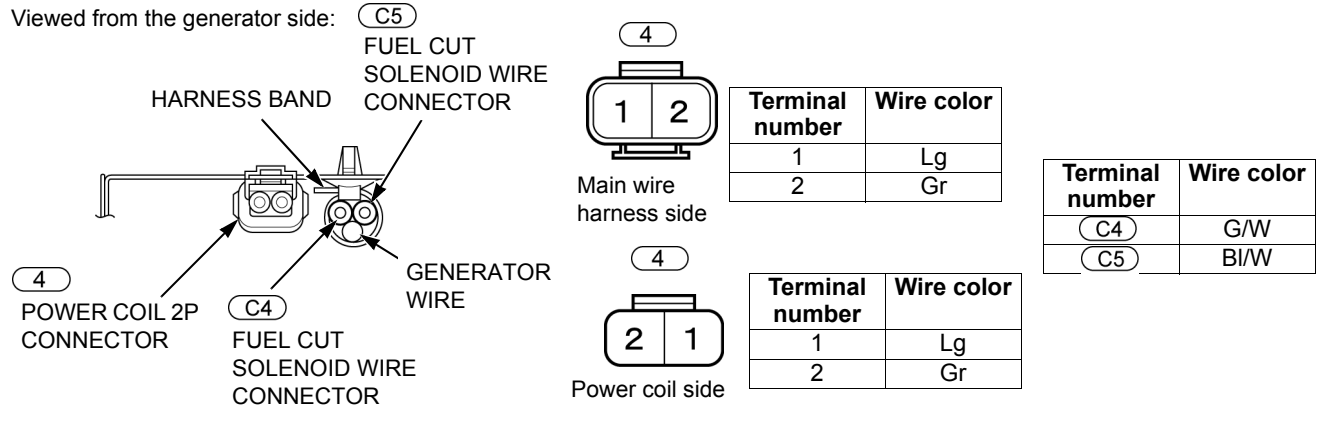 Viewed from the generator side:
C5
FUEL CUT
SOLENOID WIRE
CONNECTOR
HARNESS BAND
4
POWER COIL 2P
CONNECTOR
C4
FUEL CUT
SOLENOID WIRE
CONNECTOR
GENERATOR
WIRE
4
1 2
Main wire
harness side
Terminal number Wire color
1 Lg
2 Gr
4
2 1
Power coil side
Terminal number Wire color
1 Lg
2 Gr
Terminal number Wire color
C4 G/W
C5 Bl/W